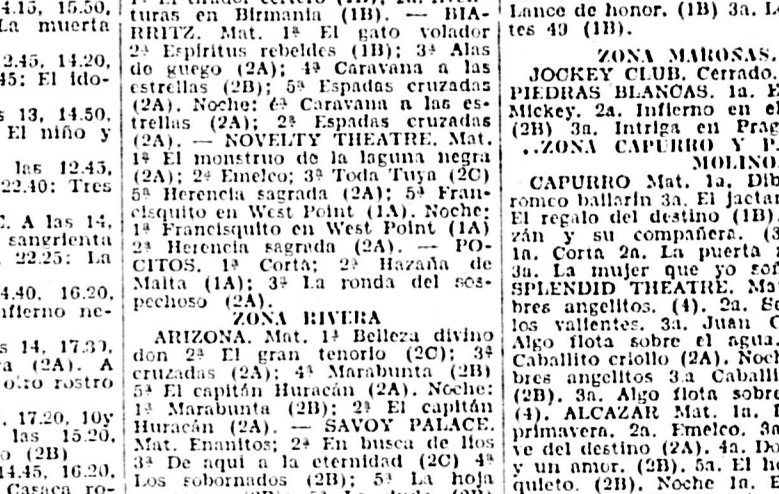 4.15, 15.50,
La muerta
2.45, 14.20,
45: El ido-
s 13, 14.50,
El niño y
las 12.45,
22.40: Tres
C. A las 14,
sangrienta
22.25: La
4.40, 16.20,
nfierno ne-
s 14, 17.30,
ra (2A). A
otro rostro
. 17.20, 10y
las 15.20,
o (2B)
14.45, 16.20,
Casaca ro-
turas en Birmania (1B). — BIA-
RRITZ. Mat. 1ª El gato volador
2ª Espíritus rebeldes (1B); 3ª Alas
de guego (2A); 4ª Caravana a las
estrellas (2B); 5ª Espadas cruzadas
(2A). Noche: 6ª Caravana a las es-
trellas (2A); 2ª Espadas cruzadas
(2A). — NOVELTY THEATRE. Mat.
1ª El monstruo de la laguna negra
(2A); 2ª Emelco; 3ª Toda Tuya (2C)
5ª Herencia sagrada (2A); 5ª Fran-
cisquito en West Point (1A). Noche:
1ª Francisquito en West Point (1A)
2ª Herencia sagrada (2A). — PO-
CITOS. 1ª Corta; 2ª Hazaña de
Malta (1A); 3ª La ronda del sos-
pechoso (2A).
ZONA RIVERA
ARIZONA. Mat. 1ª Belleza divino
don 2ª El gran tenorio (2C); 3ª
cruzadas (2A); 4ª Marabunta (2B)
5ª El capitán Huracán (2A). Noche:
1ª Marabunta (2B); 2ª El capitán
Huracán (2A). — SAVOY PALACE.
Mat. Enanitos; 2ª En busca de lios
3ª De aqui a la eternidad (2C) 4ª
Los sobornados (2B); 5ª La hoja
Lance de honor. (1B) 3a. L
tes 49 (1B).
ZONA MAROÑAS.
JOCKEY CLUB. Cerrado.
PIEDRAS BLANCAS. 1a. E
Mickey. 2a. Infierno en e
(2B) 3a. Intriga en Prag
..ZONA CAPURRO Y P
MOLINO
CAPURRO Mat. 1a. Dib
romco ballarin 3a. El jactan
El regalo del destino (1B)
zán y su compañera. (3
1a. Corta 2a. La puerta
3a. La mujer que yo soñ
SPLENDID THEATRE. Ma
bres angelitos. (4). 2a. Se
los valientes. 3a. Juan C
Algo flota sobre el agua.
Caballito criollo (2A). Noch
bres angelitos 3.a Caball
(2B). 3a. Algo flota sobre
(4). ALCAZAR Mat. 1a. I
primavera. 2a. Emelco. 3a
ve del destino (2A). 4a. Do
y un amor. (2B). 5a. El h
quieto. (2B). Noche 1a. E